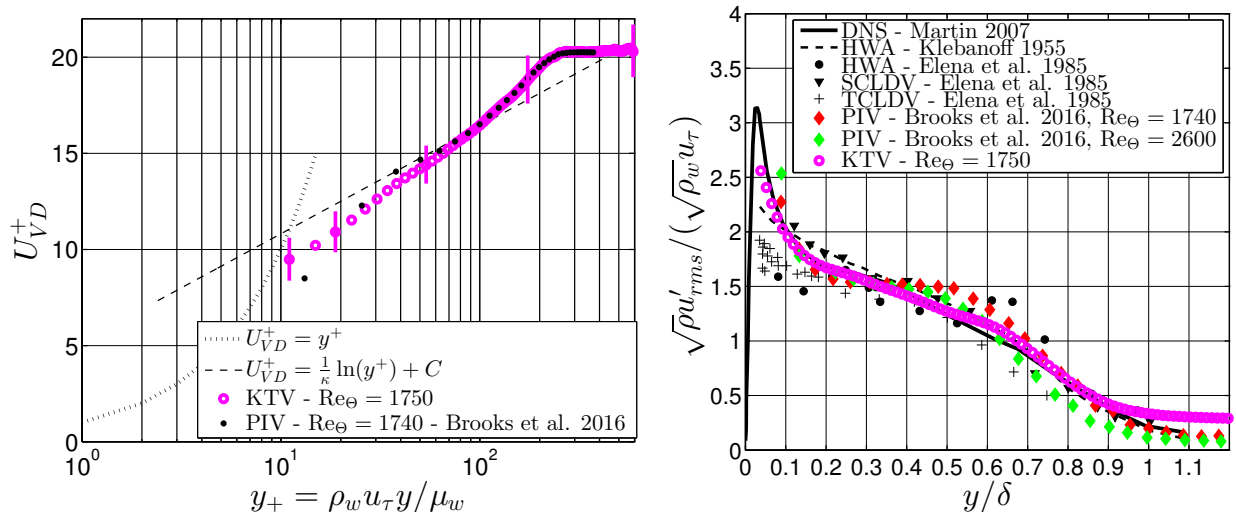 25
20
15
10
5
0
10^0
10^1
10^2
U^+_{VD}
y_+ = ρ_w u_τ y/μ_w
U^+_{VD} = y^+
U^+_{VD} = \frac{1}{κ} ln(y^+) + C
KTV - Re_Θ = 1750
PIV - Re_Θ = 1740 - Brooks et al. 2016
4
3.5
3
2.5
2
1.5
1
0.5
0
0 0.1 0.2 0.3 0.4 0.5 0.6 0.7 0.8 0.9 1 1.1
√ρu'_{rms}/(√ρ_w u_τ)
y/δ
DNS - Martin 2007
HWA - Klebanoff 1955
HWA - Elena et al. 1985
SCLDV - Elena et al. 1985
TCLDV - Elena et al. 1985
PIV - Brooks et al. 2016, Re_Θ = 1740
PIV - Brooks et al. 2016, Re_Θ = 2600
KTV - Re_Θ = 1750